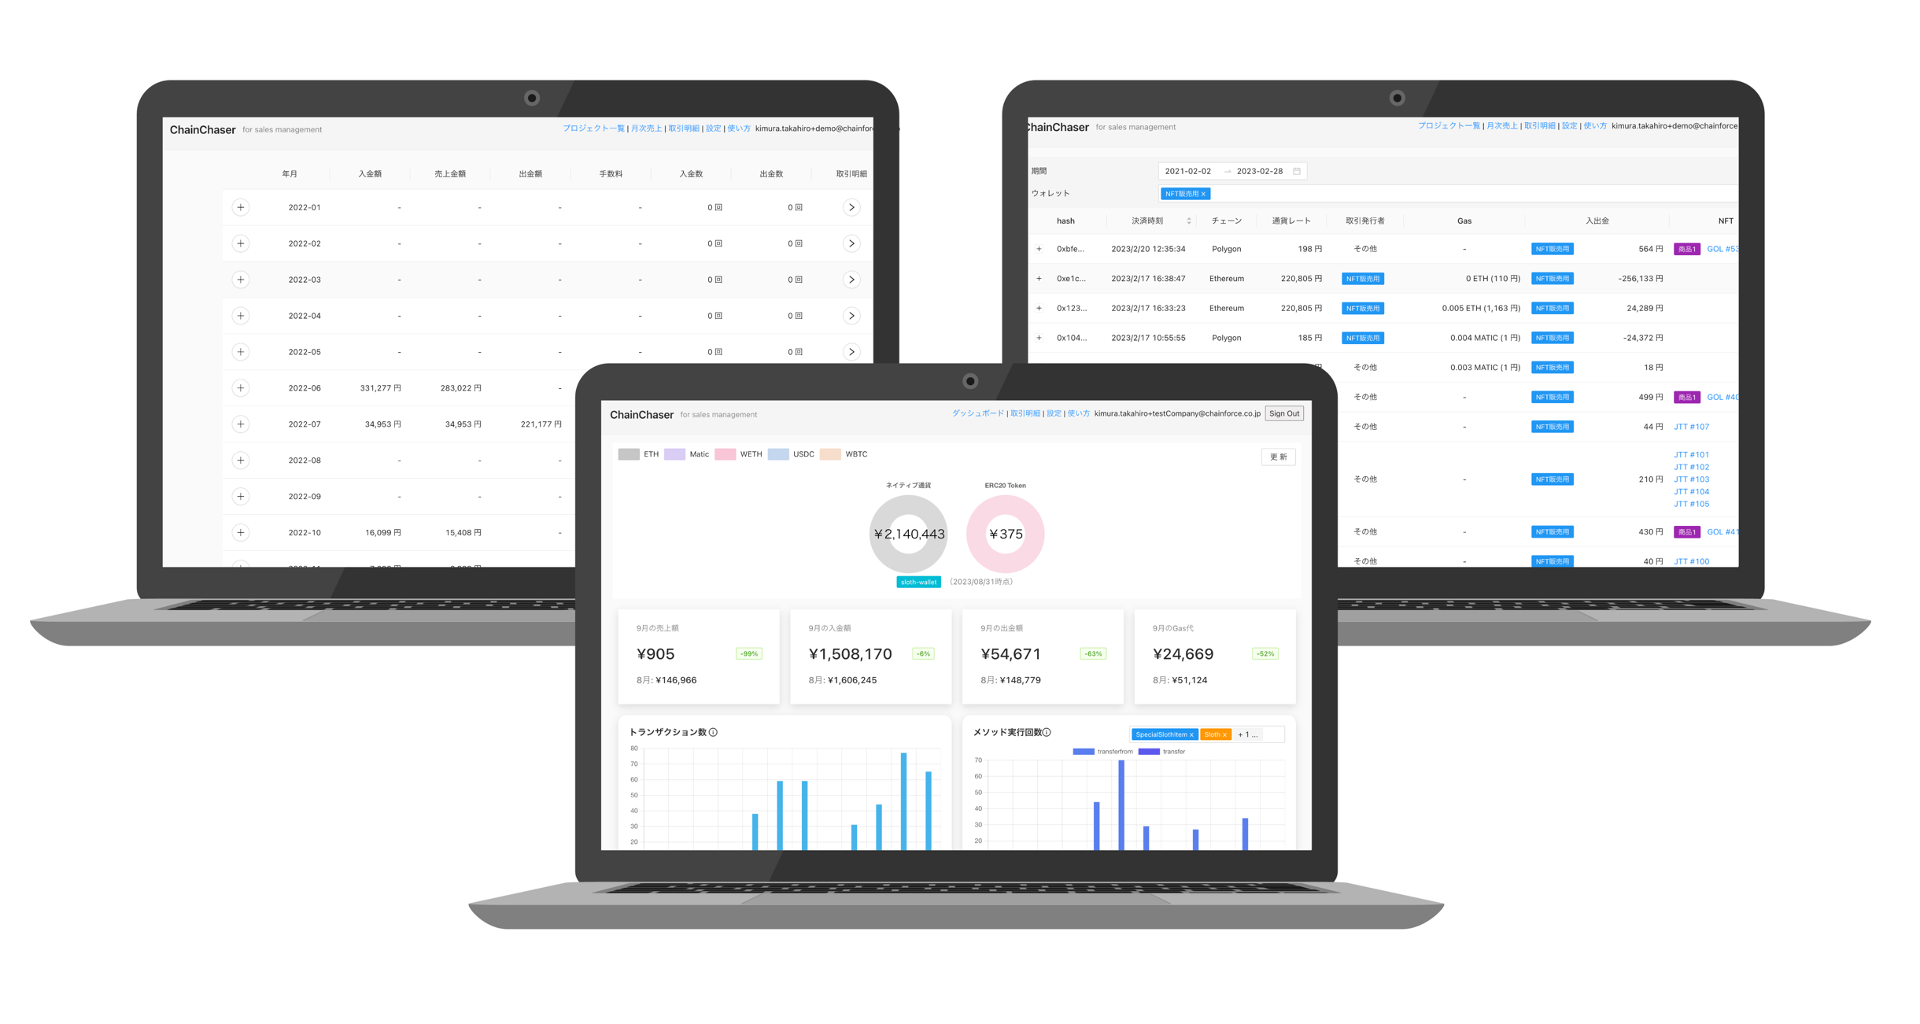 ChainChaser for sales management プロジェクト一覧 | 月次売上 | 取引明細 | 設定 | 使い方 kimura.takahiro+demo@chainfor
年月 入金額 売上金額 出金額 手数料 入金数 出金数 取引明細
+ 2022-01 - - - - 0 回 0 回 >
+ 2022-02 - - - - 0 回 0 回 >
+ 2022-03 - - - - 0 回 0 回 >
+ 2022-04 - - - - 0 回 0 回 >
+ 2022-05 - - - - 0 回 0 回 >
+ 2022-06 331,277 円 283,022 円 -
+ 2022-07 34,953 円 34,953 円 221,177 円
+ 2022-08 - - -
+ 2022-09 - - -
+ 2022-10 16,099 円 15,408 円 -
ChainChaser for sales management プロジェクト一覧 | 月次売上 | 取引明細 | 設定 | 使い方 kimura.takahiro+demo@chainforce
期間 2021-02-02 → 2023-02-28
ウォレット NFT販売用 ×
hash 決済時刻 チェーン 通貨レート 取引発行者 Gas 入出金 NFT
+ 0xbfe... 2023/2/20 12:35:34 Polygon 198 円 その他 - NFT販売用 564 円 商品1 GOL #53
+ 0xe1c... 2023/2/17 16:38:47 Ethereum 220,805 円 NFT販売用 0 ETH (110 円) NFT販売用 -256,133 円
+ 0x123... 2023/2/17 16:33:23 Ethereum 220,805 円 NFT販売用 0.005 ETH (1,163 円) NFT販売用 24,289 円
+ 0x104... 2023/2/17 10:55:55 Polygon 185 円 NFT販売用 0.004 MATIC (1 円) NFT販売用 -24,372 円
円 その他 0.003 MATIC (1 円) NFT販売用 18 円
その他 - NFT販売用 499 円 商品1 GOL #40
その他 - NFT販売用 44 円 JTT #107
JTT #101
JTT #102
その他 - NFT販売用 210 円 JTT #103
JTT #104
JTT #105
その他 - NFT販売用 430 円 商品1 GOL #41
その他 - NFT販売用 40 円 JTT #100
ChainChaser for sales management ダッシュボード | 取引明細 | 設定 | 使い方 kimura.takahiro+testCompany@chainforce.co.jp Sign Out
ETH Matic WETH USDC WBTC 更新
ネイティブ通貨 ERC20 Token
￥2,140,443 ￥375
sloth-wallet (2023/08/31時点)
9月の売上額 9月の入金額 9月の出金額 9月のGas代
¥905 -99% ¥1,508,170 -6% ¥54,671 -63% ¥24,669 -52%
8月: ¥146,966 8月: ¥1,606,245 8月: ¥148,779 8月: ¥51,124
トランザクション数
80
70
60
50
40
30
20
メソッド実行回数 SpecialSlothItem × Sloth × + 1 ...
transferfrom transfer
70
60
50
40
30
20